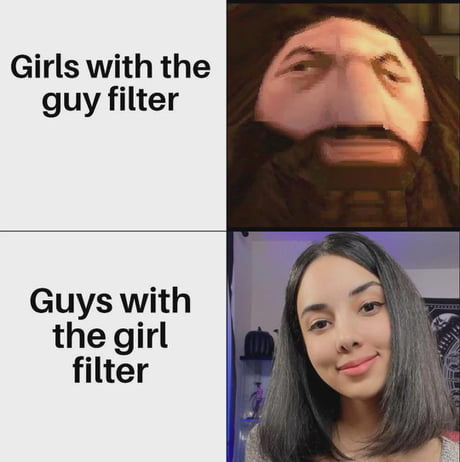 Girls with the
guy filter
Guys with
the girl
filter